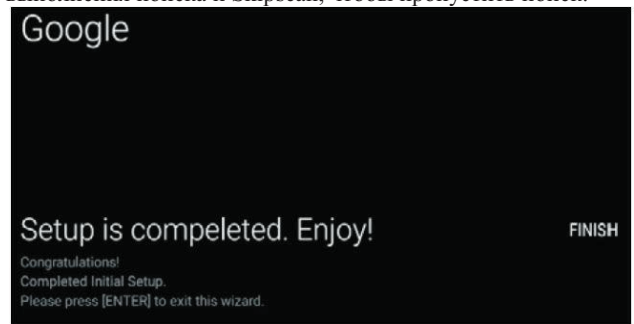 Google
Setup is compeleted. Enjoy!
FINISH
Congratulations!
Completed Initial Setup.
Please press [ENTER] to exit this wizard.